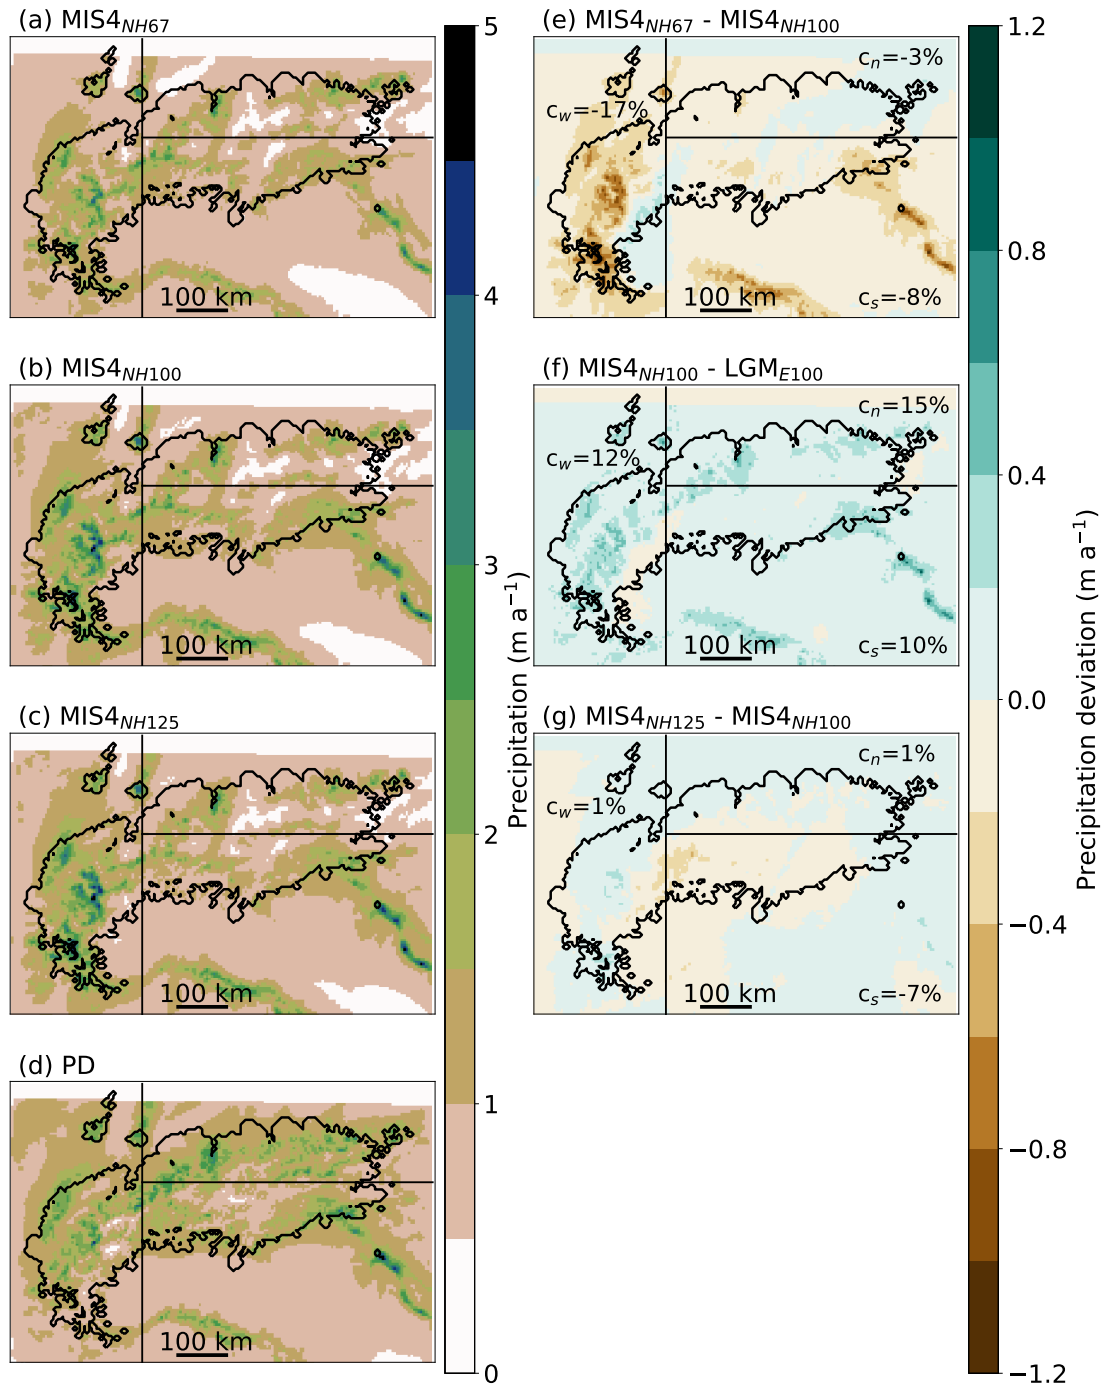 (a) MIS4NH67
100 km
(b) MIS4NH100
100 km
(c) MIS4NH125
100 km
(d) PD
100 km
5
4
3
2
1
0
Precipitation (m a−1)
(e) MIS4NH67 - MIS4NH100
cn=-3%
cw=-17%
100 km
cs=-8%
(f) MIS4NH100 - LGME100
cn=15%
cw=12%
100 km
cs=10%
(g) MIS4NH125 - MIS4NH100
cn=1%
cw=1%
100 km
cs=-7%
1.2
0.8
0.4
0.0
−0.4
−0.8
−1.2
Precipitation deviation (m a−1)